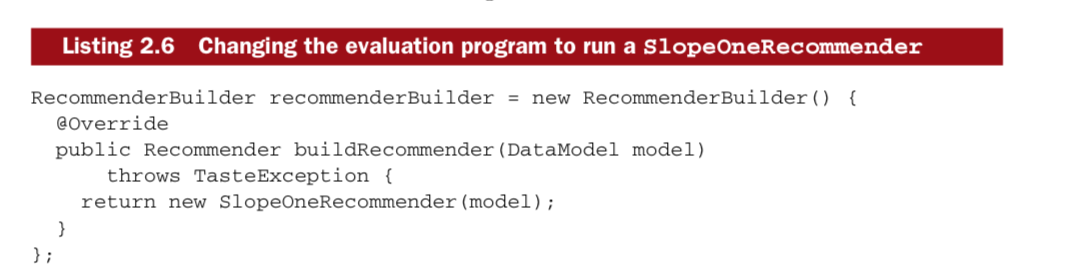 Listing 2.6 Changing the evaluation program to run a SlopeOneRecommender
RecommenderBuilder recommenderBuilder = new RecommenderBuilder() {
@Override
public Recommender buildRecommender(DataModel model)
throws TasteException {
return new SlopeOneRecommender(model);
}
};